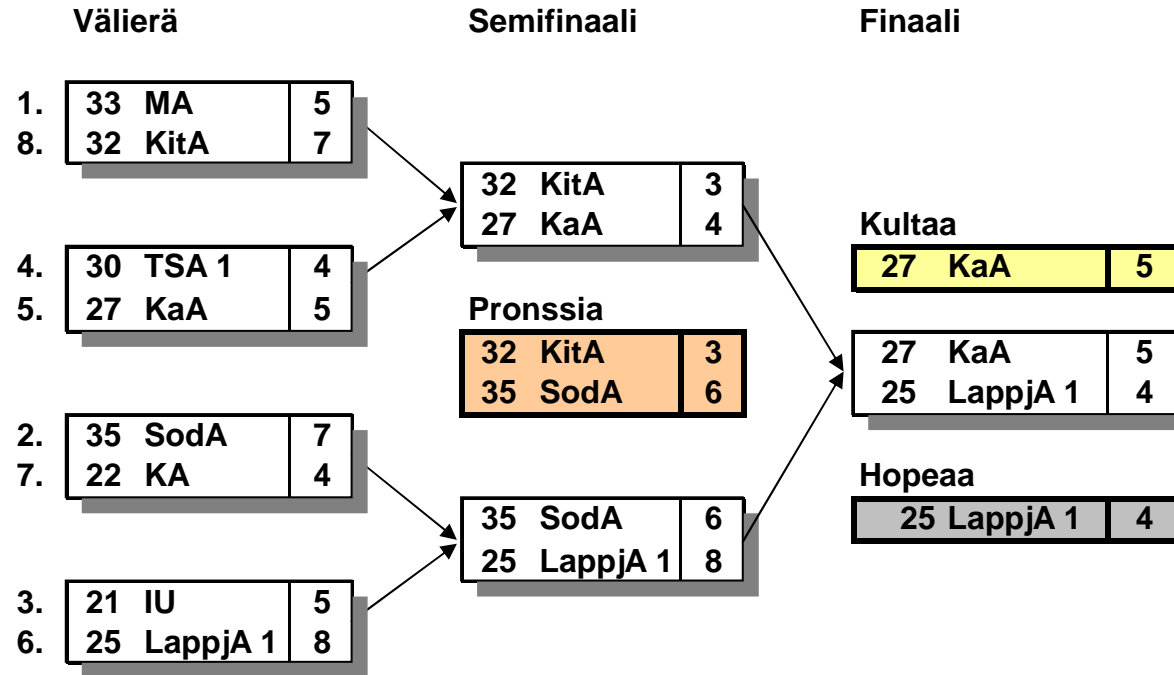 Välierä Semifinaali Finaali
1. 33 MA 5
8. 32 KitA 7
4. 30 TSA 1 4
5. 27 KaA 5
2. 35 SodA 7
7. 22 KA 4
3. 21 IU 5
6. 25 LappjA 1 8
32 KitA 3
27 KaA 4
Pronssia
32 KitA 3
35 SodA 6
35 SodA 6
25 LappjA 1 8
Kultaa
27 KaA 5
27 KaA 5
25 LappjA 1 4
Hopeaa
25 LappjA 1 4